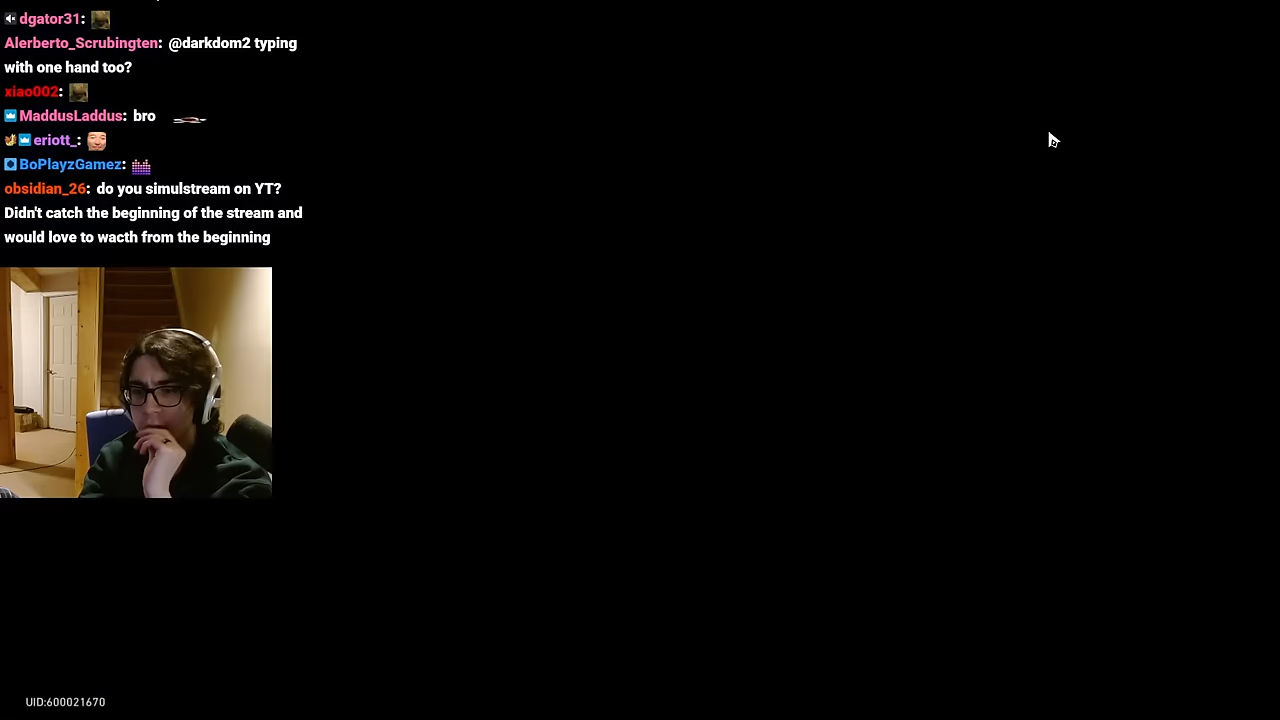 dgator31:
Alerberto_Scrubingten: @darkdom2 typing
with one hand too?
xiao002:
MaddusLaddus: bro
eriott_:
BoPlayzGamez:
obsidian_26: do you simulstream on YT?
Didn't catch the beginning of the stream and
would love to wacth from the beginning
UID:600021670